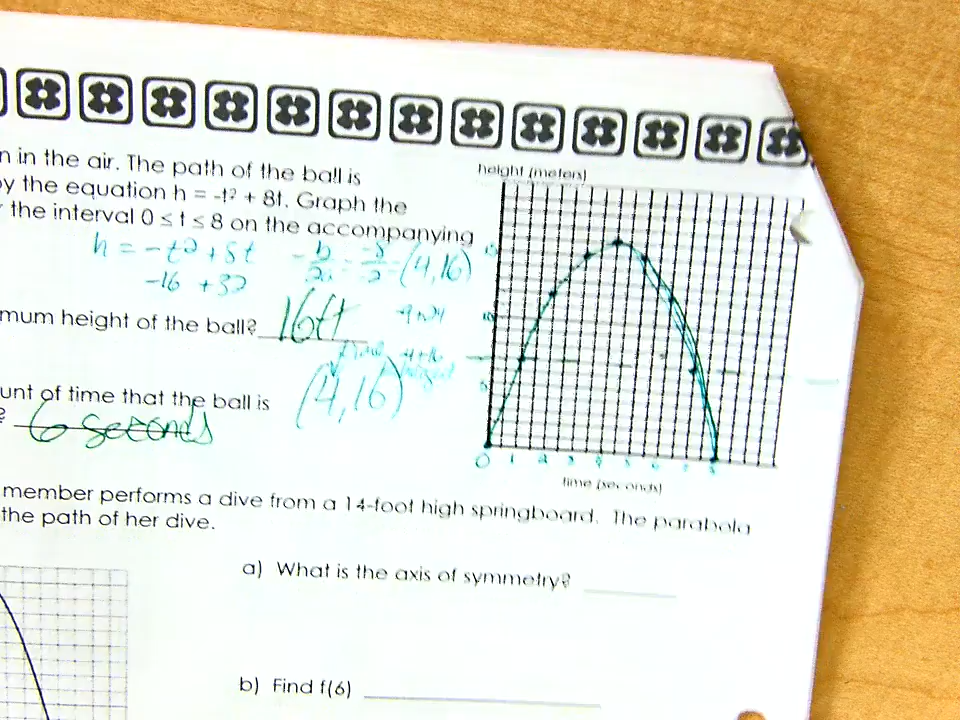 n in the air. The path of the ball is
y the equation h = -t² + 8t. Graph the
the interval 0 ≤ t ≤ 8 on the accompanying
h = -t² + 8t
-16 + 32
(4,16)
mum height of the ball? 16ft
(4,16)
unt of time that the ball is
? 6 seconds
height (meters)
0 1 2 3 4 5 6
time (seconds)
member performs a dive from a 14-foot high springboard. The parabola
the path of her dive.
a) What is the axis of symmetry?
b) Find f(6)